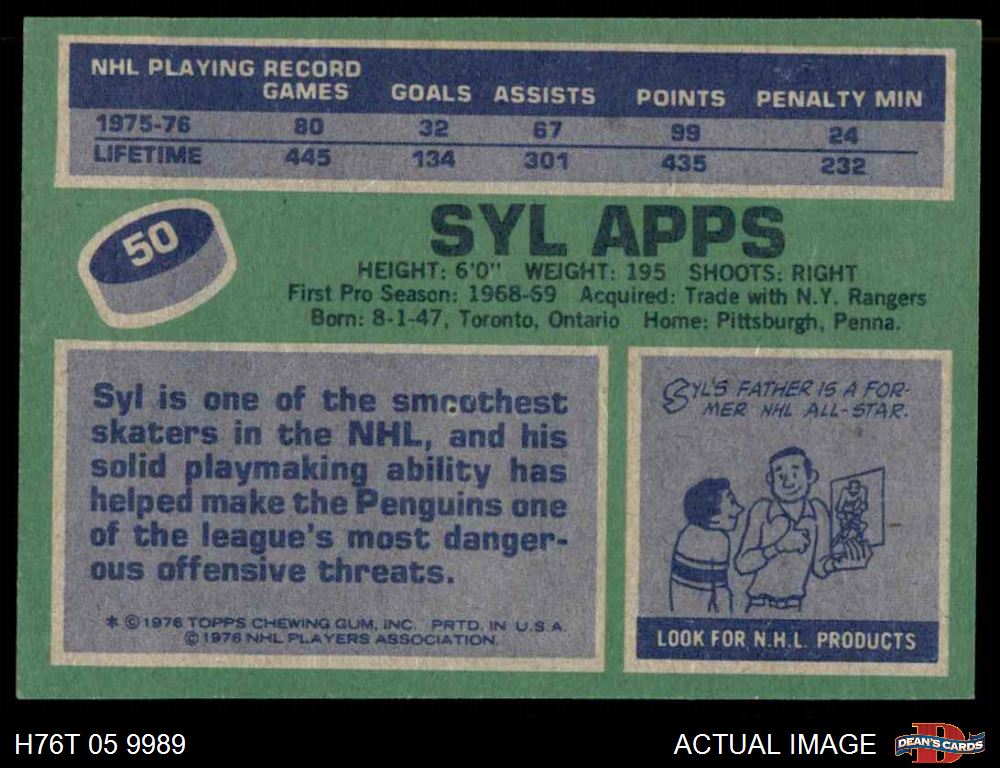 NHL PLAYING RECORD
GAMES GOALS ASSISTS POINTS PENALTY MIN
1975-76 80 32 67 99 24
LIFETIME 445 134 301 435 232
50
SYL APPS
HEIGHT: 6'0" WEIGHT: 195 SHOOTS: RIGHT
First Pro Season: 1968-69 Acquired: Trade with N.Y. Rangers
Born: 8-1-47, Toronto, Ontario Home: Pittsburgh, Penna.
Syl is one of the smoothest
skaters in the NHL, and his
solid playmaking ability has
helped make the Penguins one
of the league's most danger-
ous offensive threats.
* ©1976 TOPPS CHEWING GUM, INC. PRTD. IN U.S.A.
©1976 NHL PLAYERS ASSOCIATION.
SYL'S FATHER IS A FOR-
MER NHL ALL-STAR.
LOOK FOR N.H.L. PRODUCTS
H76T 05 9989
ACTUAL IMAGE
D
DEAN'S CARDS